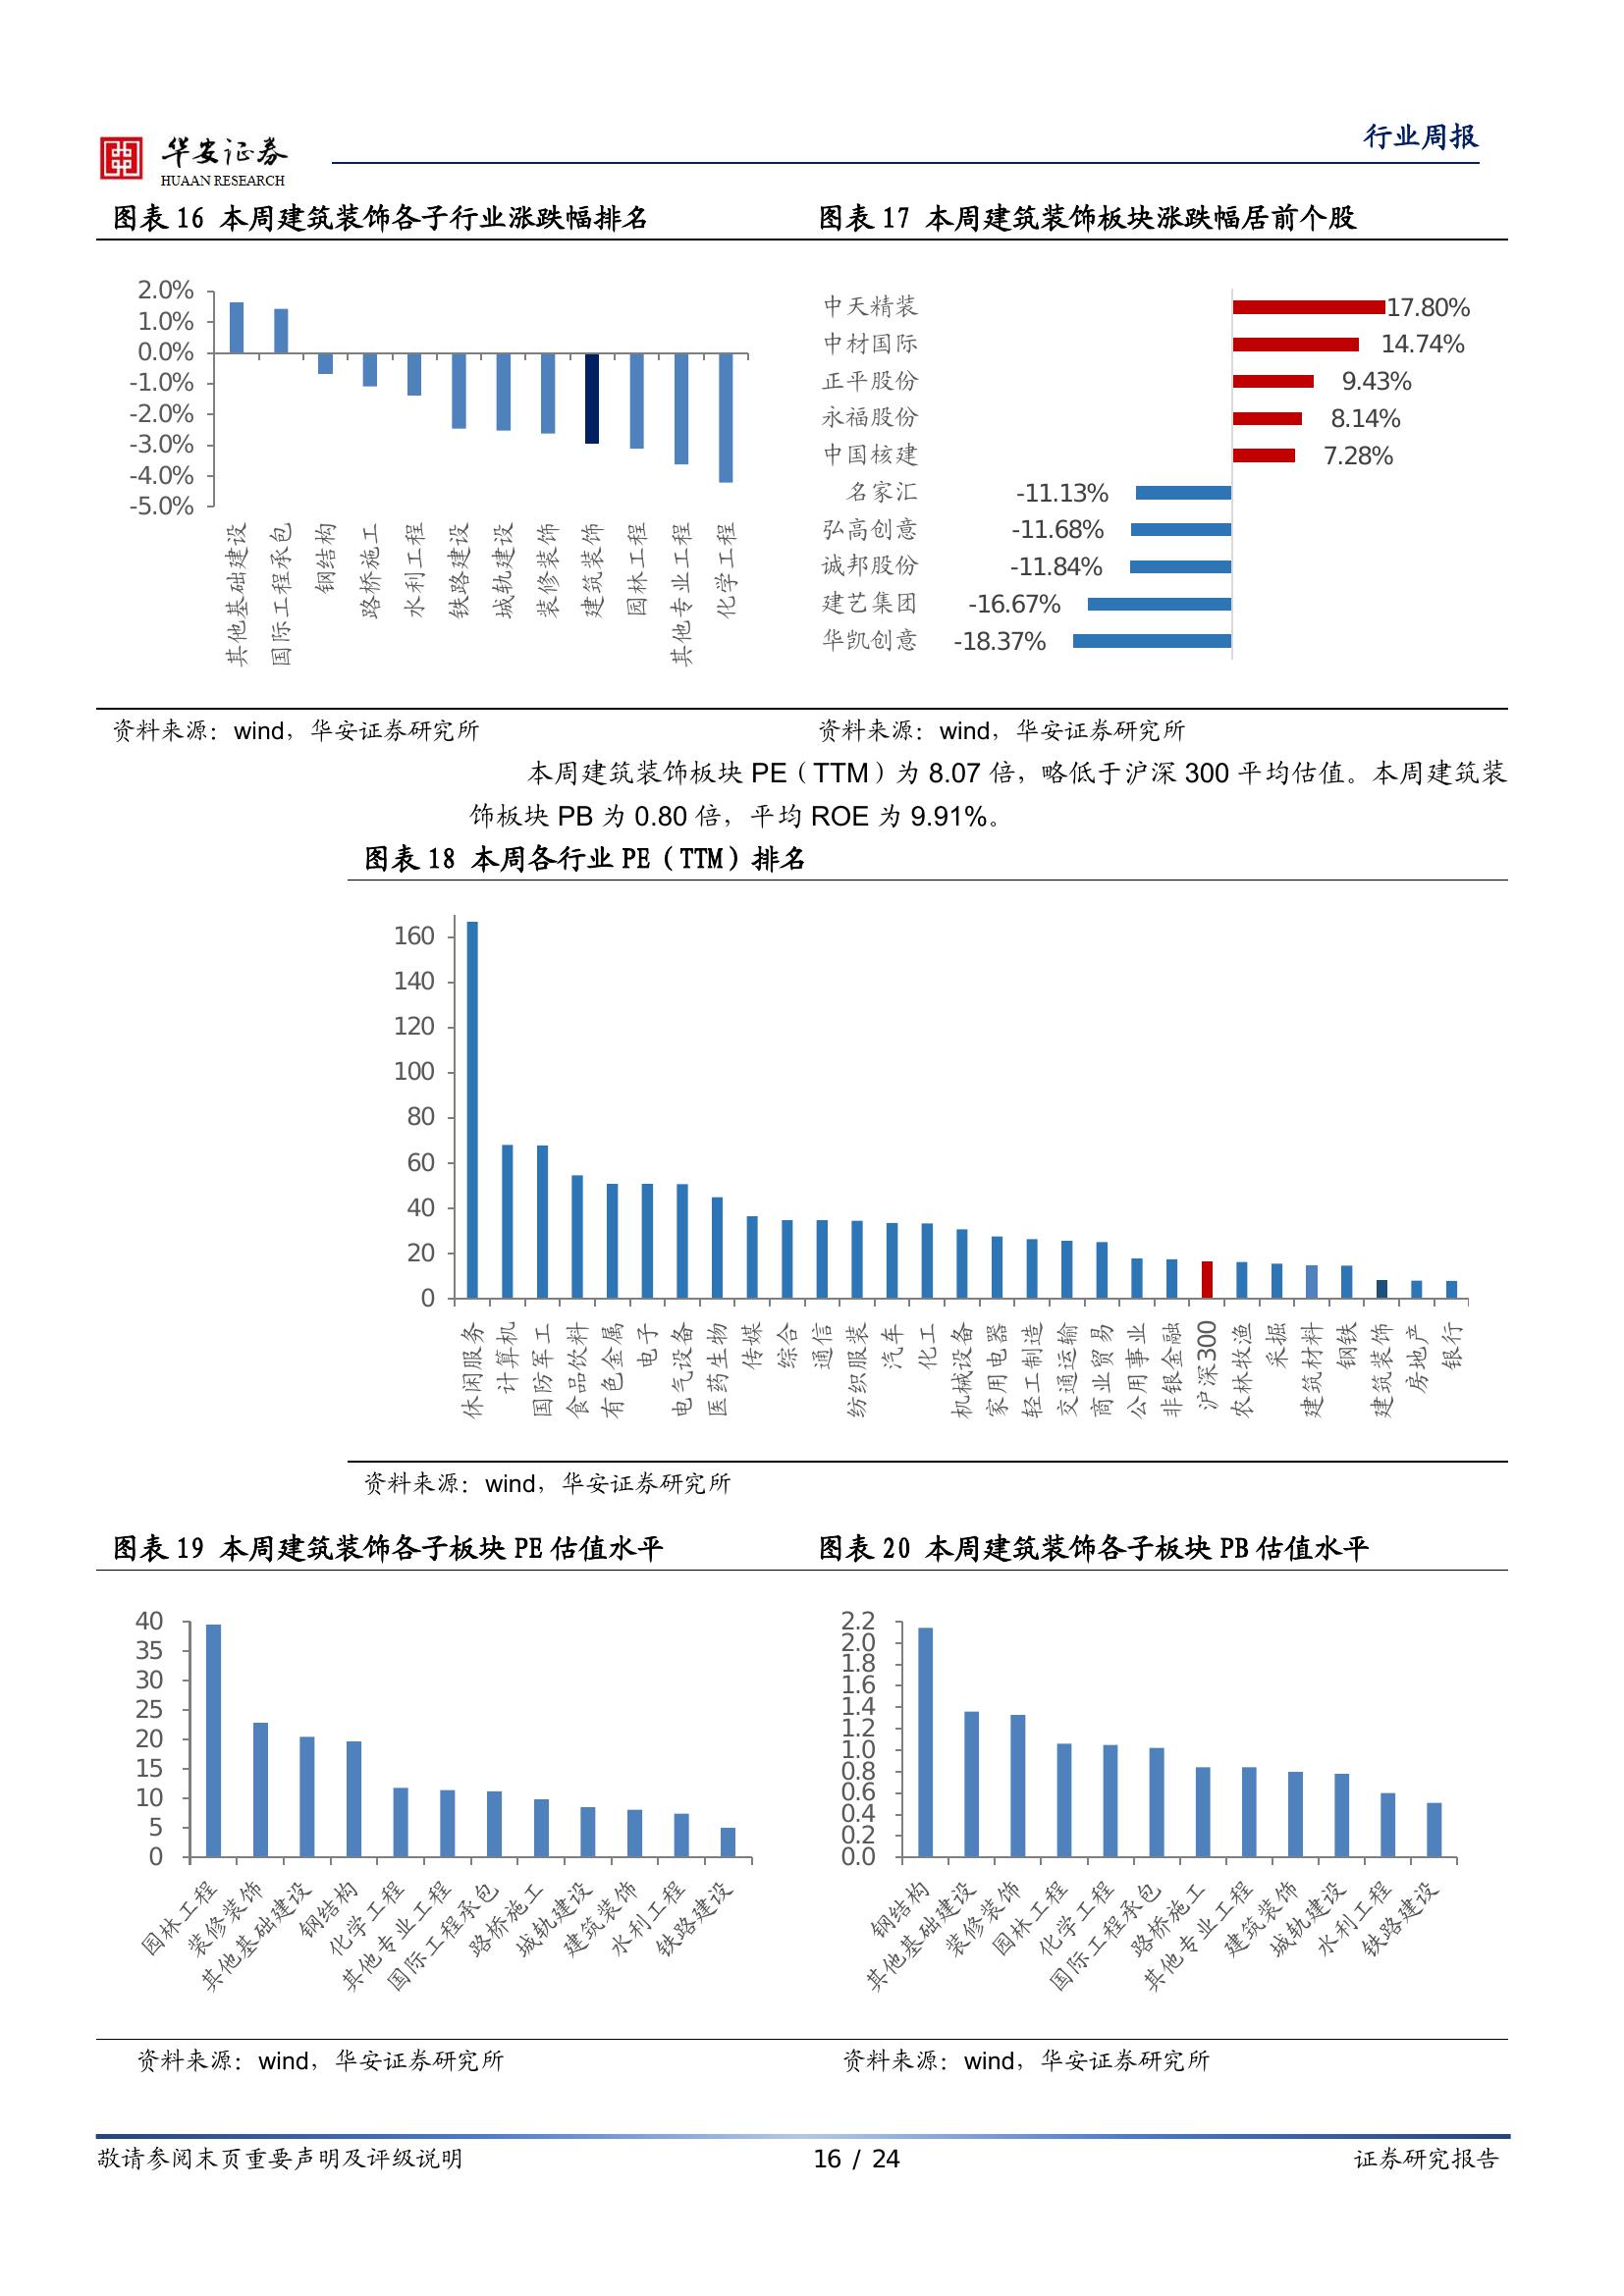 华安证券
HUAAN RESEARCH
行业周报
图表 16 本周建筑装饰各子行业涨跌幅排名
2.0%
1.0%
0.0%
-1.0%
-2.0%
-3.0%
-4.0%
-5.0%
其他基础建设
国际工程承包
钢结构
路桥施工
水利工程
铁路建设
城轨建设
装修装饰
建筑装饰
园林工程
其他专业工程
化学工程
资料来源：wind，华安证券研究所
图表 17 本周建筑装饰板块涨跌幅居前个股
中天精装 17.80%
中材国际 14.74%
正平股份 9.43%
永福股份 8.14%
中国核建 7.28%
名家汇 -11.13%
弘高创意 -11.68%
诚邦股份 -11.84%
建艺集团 -16.67%
华凯创意 -18.37%
资料来源：wind，华安证券研究所
本周建筑装饰板块 PE（TTM）为 8.07 倍，略低于沪深 300 平均估值。本周建筑装
饰板块 PB 为 0.80 倍，平均 ROE 为 9.91%。
图表 18 本周各行业 PE（TTM）排名
160
140
120
100
80
60
40
20
0
休闲服务
计算机
国防军工
食品饮料
有色金属
电子
电气设备
医药生物
传媒
综合
通信
纺织服装
汽车
化工
机械设备
家用电器
轻工制造
交通运输
商业贸易
公用事业
非银金融
沪深300
农林牧渔
采掘
建筑材料
钢铁
建筑装饰
房地产
银行
资料来源：wind，华安证券研究所
图表 19 本周建筑装饰各子板块 PE 估值水平
40
35
30
25
20
15
10
5
0
园林工程
装修装饰
其他基础建设
钢结构
化学工程
其他专业工程
国际工程承包
路桥施工
城轨建设
建筑装饰
水利工程
铁路建设
资料来源：wind，华安证券研究所
图表 20 本周建筑装饰各子板块 PB 估值水平
2.2
2.0
1.8
1.6
1.4
1.2
1.0
0.8
0.6
0.4
0.2
0.0
钢结构
其他基础建设
装修装饰
园林工程
化学工程
国际工程承包
路桥施工
其他专业工程
建筑装饰
城轨建设
水利工程
铁路建设
资料来源：wind，华安证券研究所
敬请参阅末页重要声明及评级说明
16 / 24
证券研究报告